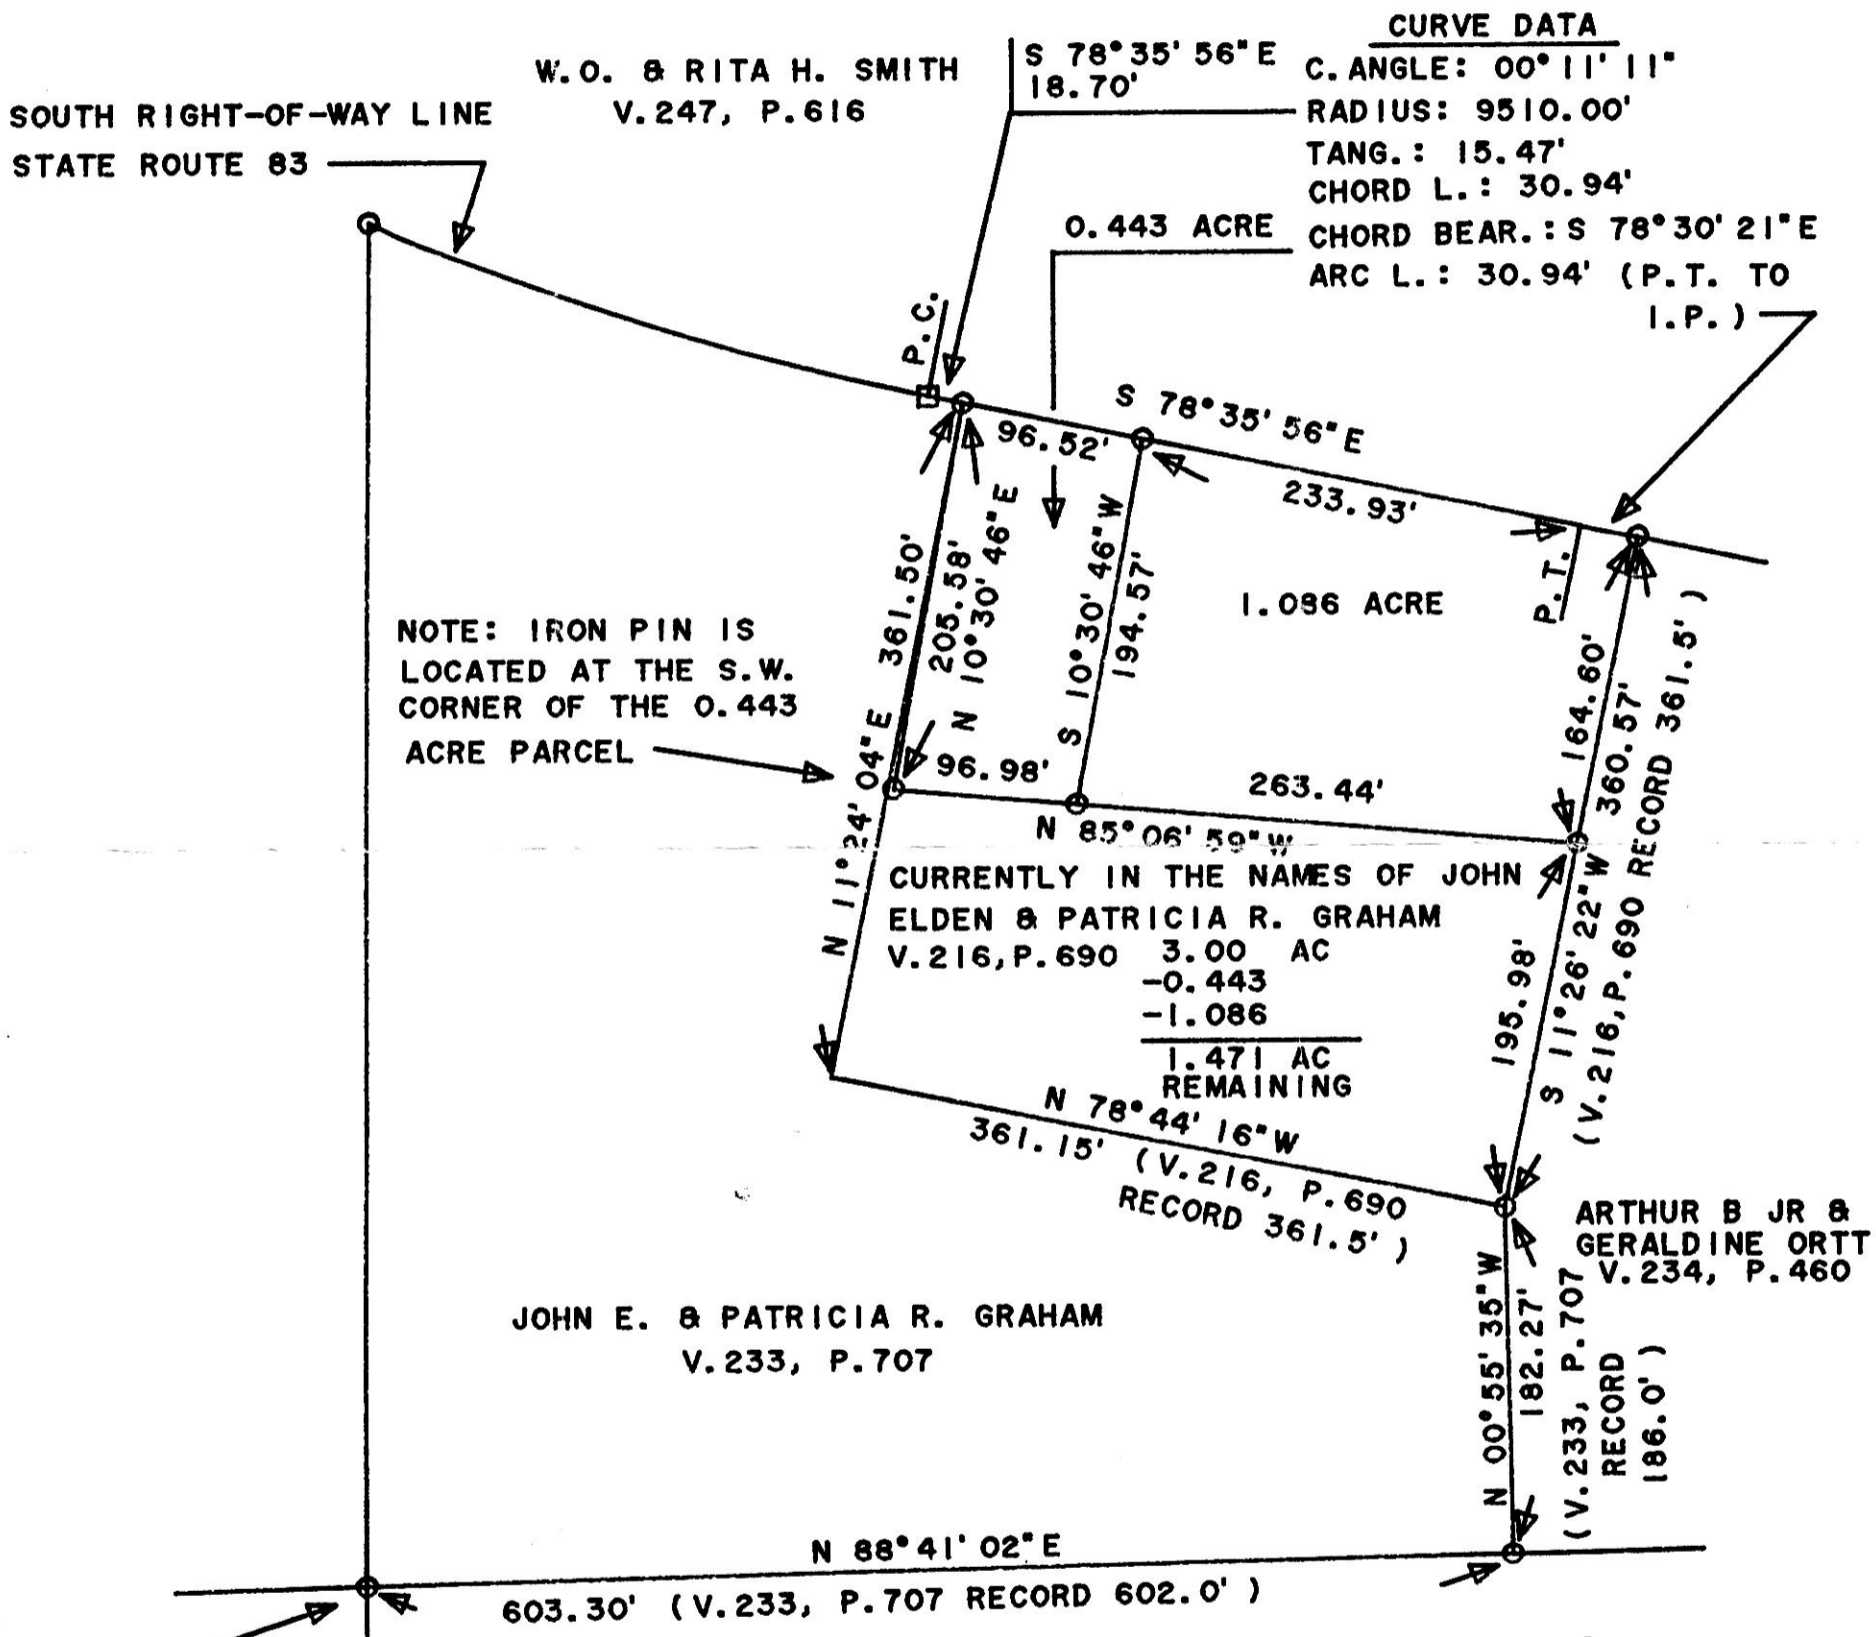 CURVE DATA
C. ANGLE: 00° 11' 11"
RADIUS: 9510.00'
TANG.: 15.47'
CHORD L.: 30.94'
CHORD BEAR.: S 78°30'21"E
ARC L.: 30.94' (P.T. TO
I.P.)
S 78°35'56"E
18.70'
W.O. & RITA H. SMITH
V.247, P.616
SOUTH RIGHT-OF-WAY LINE
STATE ROUTE 83
0.443 ACRE
P.C.
S 78°35'56"E
96.52'
233.93'
P.T.
361.50'
N 11°24'04"E
205.58'
N 10°30'46"E
S 10°30'46"W
194.57'
1.086 ACRE
164.60'
360.57'
S 11°26'22"W
(V.216, P.690 RECORD 361.5')
195.98'
NOTE: IRON PIN IS
LOCATED AT THE S.W.
CORNER OF THE 0.443
ACRE PARCEL
96.98'
263.44'
N 85°06'59"W
CURRENTLY IN THE NAMES OF JOHN
ELDEN & PATRICIA R. GRAHAM
V.216, P.690
3.00 AC
-0.443
-1.086
1.471 AC
REMAINING
N 78°44'16"W
361.15' (V.216, P.690
RECORD 361.5')
ARTHUR B JR &
GERALDINE ORTT
V.234, P.460
JOHN E. & PATRICIA R. GRAHAM
V.233, P.707
N 00°55'35"W
182.27'
(V.233, P.707
RECORD
186.0')
N 88°41'02"E
603.30' (V.233, P.707 RECORD 602.0')